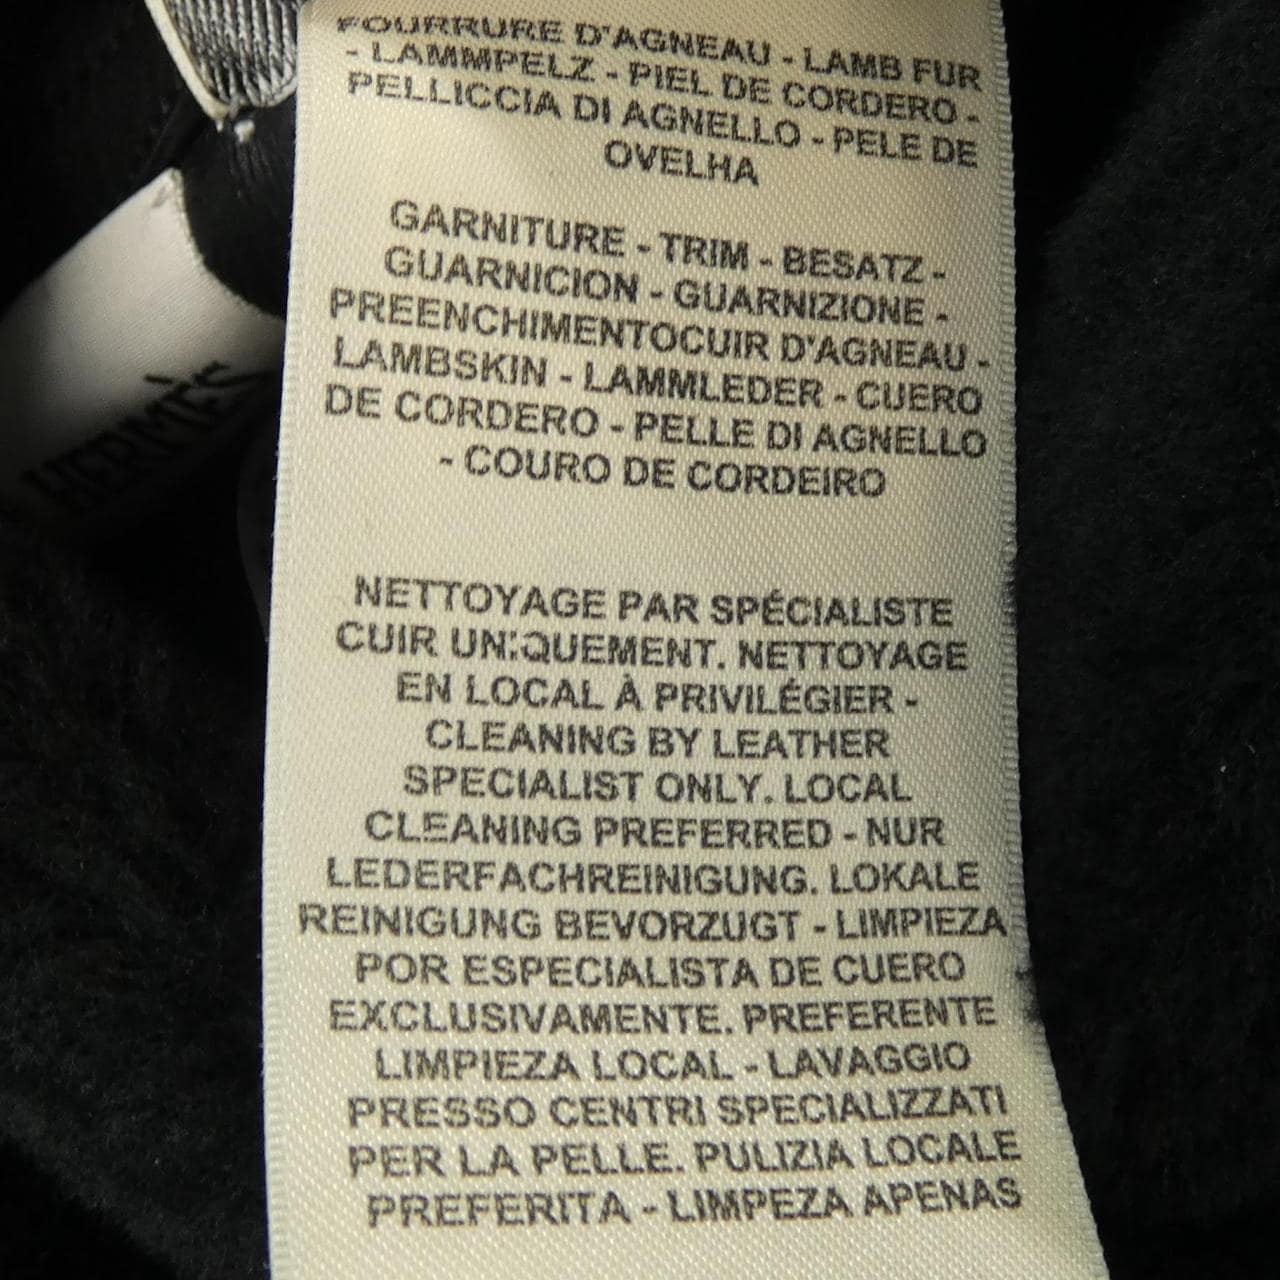 FOURRURE D'AGNEAU - LAMB FUR
- LAMMPELZ - PIEL DE CORDERO -
PELLICCIA DI AGNELLO - PELE DE
OVELHA
GARNITURE - TRIM - BESATZ -
GUARNICION - GUARNIZIONE -
PREENCHIMENTOCUIR D'AGNEAU -
LAMBSKIN - LAMMLEDER - CUERO
DE CORDERO - PELLE DI AGNELLO
- COURO DE CORDEIRO
NETTOYAGE PAR SPÉCIALISTE
CUIR UNIQUEMENT. NETTOYAGE
EN LOCAL À PRIVILÉGIER -
CLEANING BY LEATHER
SPECIALIST ONLY. LOCAL
CLEANING PREFERRED - NUR
LEDERFACHREINIGUNG. LOKALE
REINIGUNG BEVORZUGT - LIMPIEZA
POR ESPECIALISTA DE CUERO
EXCLUSIVAMENTE. PREFERENTE
LIMPIEZA LOCAL - LAVAGGIO
PRESSO CENTRI SPECIALIZZATI
PER LA PELLE. PULIZIA LOCALE
PREFERITA - LIMPEZA APENAS
HERMÈS